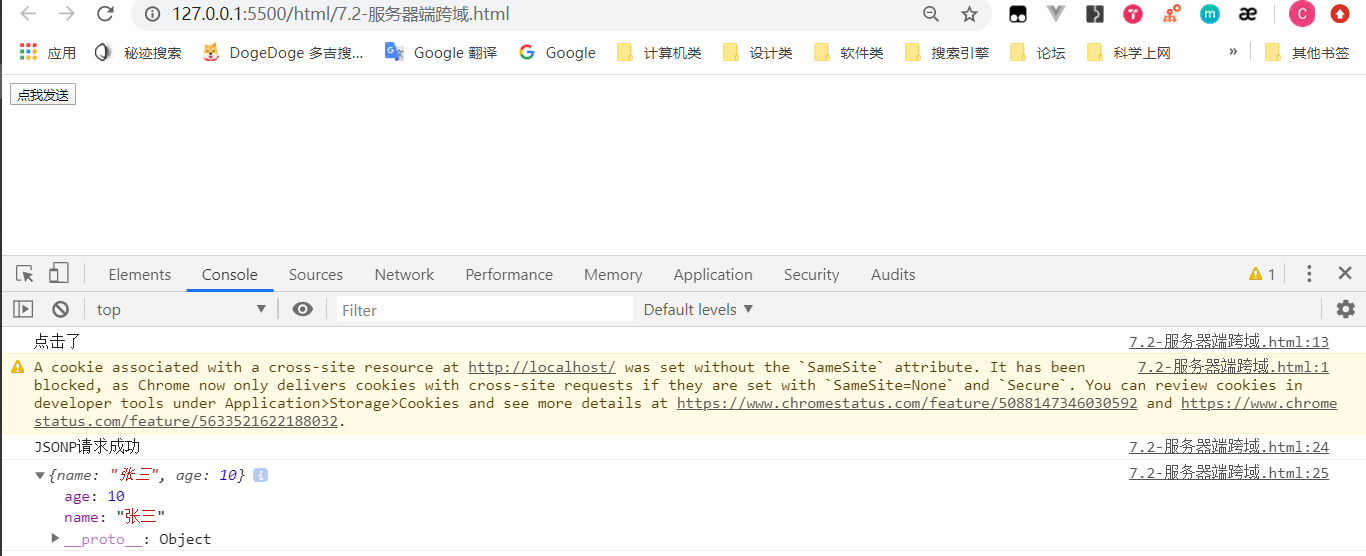 127.0.0.1:5500/html/7.2-服务器端跨域.html
C
应用 秘迹搜索 DogeDoge 多吉搜... Google 翻译 Google 计算机类 设计类 软件类 搜索引擎 论坛 科学上网 » 其他书签
点我发送
Elements Console Sources Network Performance Memory Application Security Audits 1
top Filter Default levels
点击了 7.2-服务器端跨域.html:13
A cookie associated with a cross-site resource at http://localhost/ was set without the `SameSite` attribute. It has been 7.2-服务器端跨域.html:1
blocked, as Chrome now only delivers cookies with cross-site requests if they are set with `SameSite=None` and `Secure`. You can review cookies in
developer tools under Application>Storage>Cookies and see more details at https://www.chromestatus.com/feature/5088147346030592 and https://www.chrome
status.com/feature/5633521622188032.
JSONP请求成功 7.2-服务器端跨域.html:24
{name: "张三", age: 10} 7.2-服务器端跨域.html:25
age: 10
name: "张三"
__proto__: Object